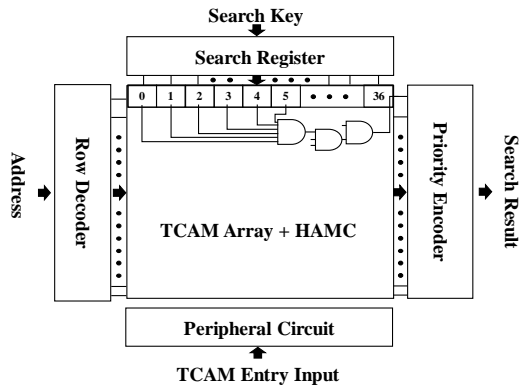 Search Key
Search Register
0 1 2 3 4 5 36
Address
Row Decoder
TCAM Array + HAMC
Priority Encoder
Search Result
Peripheral Circuit
TCAM Entry Input